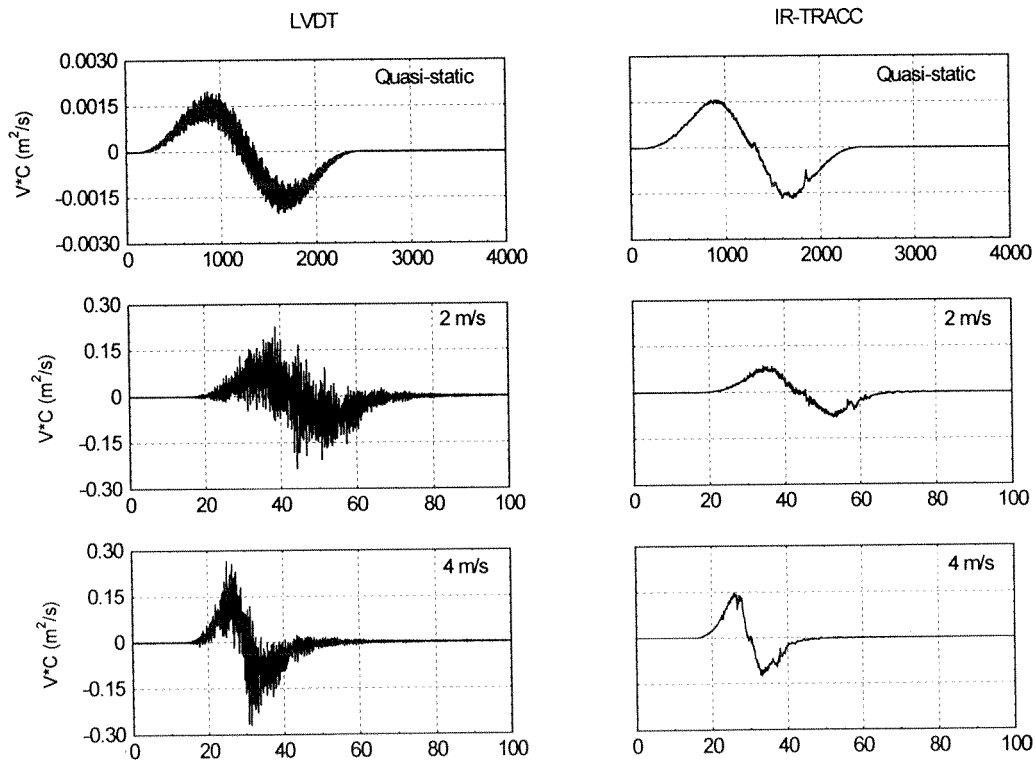 LVDT
IR-TRACC
Quasi-static
0.0030
0.0015
0
-0.0015
-0.0030
V*C (m²/s)
0 1000 2000 3000 4000
Quasi-static
0 1000 2000 3000 4000
2 m/s
0.30
0.15
0
-0.15
-0.30
V*C (m²/s)
0 20 40 60 80 100
2 m/s
0 20 40 60 80 100
4 m/s
0.30
0.15
0
-0.15
-0.30
V*C (m²/s)
0 20 40 60 80 100
4 m/s
0 20 40 60 80 100